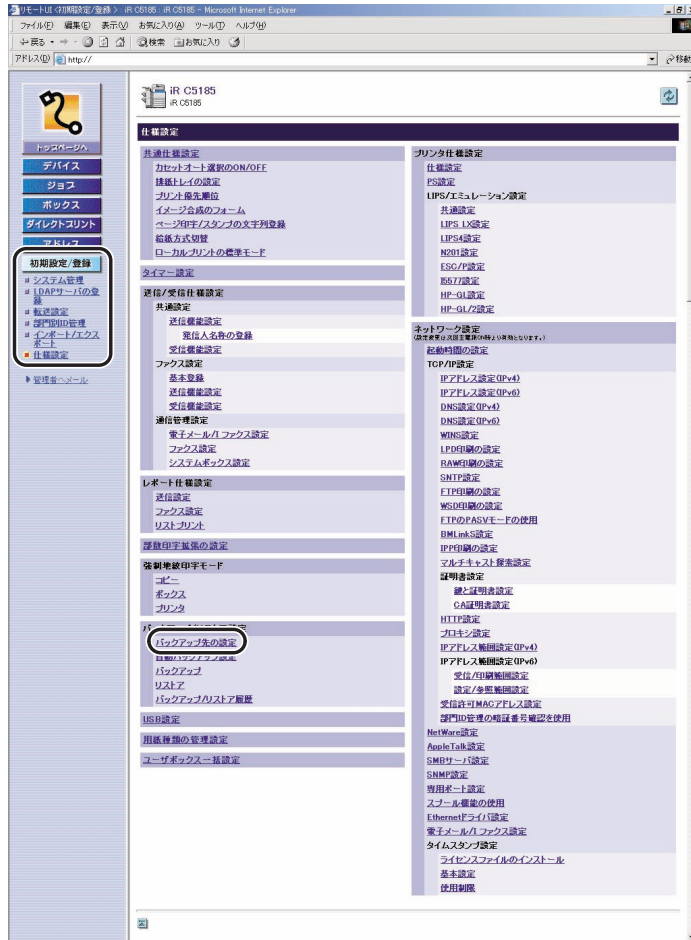 リモートUI <初期設定/登録> : iR C5185 : iR C5185 - Microsoft Internet Explorer
ファイル(F) 編集(E) 表示(V) お気に入り(A) ツール(T) ヘルプ(H)
戻る 検索 お気に入り
アドレス(D) http:// 移動
iR C5185
iR C5185
トップページへ
デバイス
ジョブ
ボックス
ダイレクトプリント
アドレス
初期設定/登録
システム管理
LDAPサーバの登録
転送設定
部門別ID管理
インポート/エクスポート
仕様設定
管理者へメール
仕様設定
共通仕様設定
カセットオート選択のON/OFF
排紙トレイの設定
プリント優先順位
イメージ合成のフォーム
ページ印字/スタンプの文字列登録
給紙方式切替
ローカルプリントの標準モード
タイマー設定
送信/受信仕様設定
共通設定
送信機能設定
発信人名称の登録
受信機能設定
ファクス設定
基本登録
送信機能設定
受信機能設定
通信管理設定
電子メール/I ファクス設定
ファクス設定
システムボックス設定
レポート仕様設定
送信設定
ファクス設定
リストプリント
部数印字拡張の設定
強制地紋印字モード
コピー
ボックス
プリンタ
バックアップ先の設定
自動バックアップ設定
バックアップ
リストア
バックアップ/リストア履歴
USB設定
用紙種類の管理設定
ユーザボックス一括設定
プリンタ仕様設定
仕様設定
PS設定
LIPS/エミュレーション設定
共通設定
LIPS LX設定
LIPS4設定
N201設定
ESC/P設定
I5577設定
HP-GL設定
HP-GL/2設定
ネットワーク設定
(設定変更は次回主電源ON時より有効となります。)
起動時間の設定
TCP/IP設定
IPアドレス設定(IPv4)
IPアドレス設定(IPv6)
DNS設定(IPv4)
DNS設定(IPv6)
WINS設定
LPD印刷の設定
RAW印刷の設定
SNTP設定
FTP印刷の設定
WSD印刷の設定
FTPのPASVモードの使用
BMLinkS設定
IPP印刷の設定
マルチキャスト探索設定
証明書設定
鍵と証明書設定
CA証明書設定
HTTP設定
プロキシ設定
IPアドレス範囲設定(IPv4)
IPアドレス範囲設定(IPv6)
受信/印刷範囲設定
設定/参照範囲設定
受信許可MACアドレス設定
部門ID管理の暗証番号確認を使用
NetWare設定
AppleTalk設定
SMBサーバ設定
SNMP設定
専用ポート設定
スプール機能の使用
Ethernetドライバ設定
電子メール/I ファクス設定
タイムスタンプ設定
ライセンスファイルのインストール
基本設定
使用制限